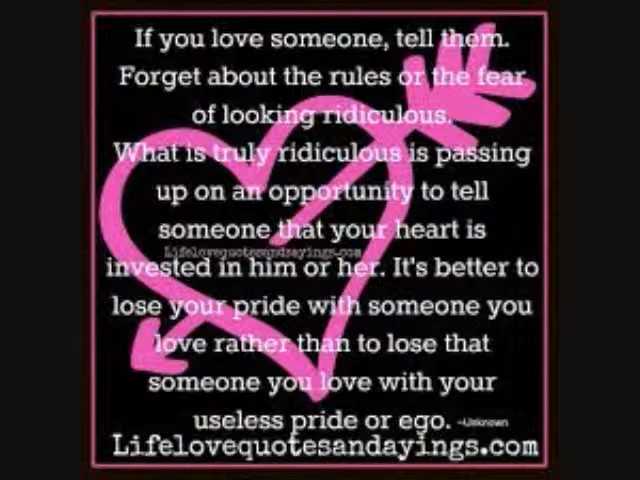 If you love someone, tell them.
Forget about the rules or the fear
of looking ridiculous.
What is truly ridiculous is passing
up on an opportunity to tell
someone that your heart is
Lifelovequotesandsayings.com
invested in him or her. It's better to
lose your pride with someone you
love rather than to lose that
someone you love with your
useless pride or ego. -Unknown
Lifelovequotesandayings.com